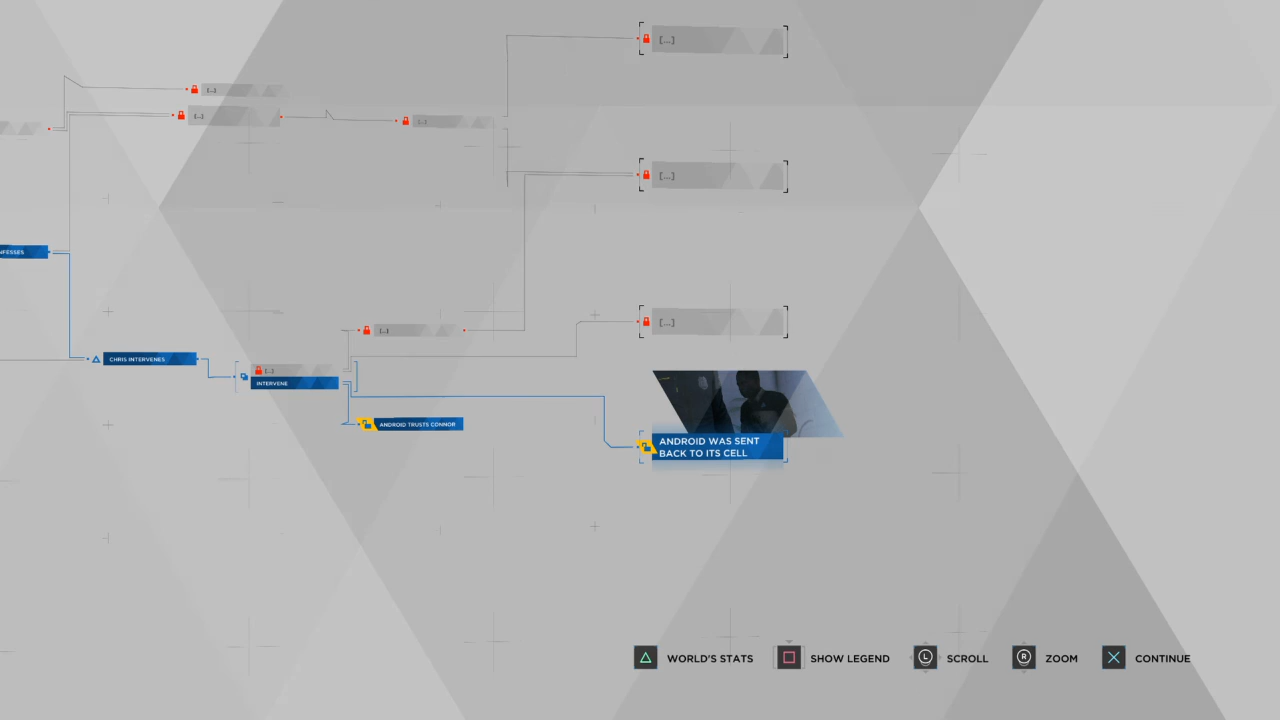 [...]
[...]
[...]
[...]
[...]
NFESSES
[...]
[...]
CHRIS INTERVENES
[...]
INTERVENE
ANDROID TRUSTS CONNOR
ANDROID WAS SENT
BACK TO ITS CELL
WORLD'S STATS
SHOW LEGEND
L
SCROLL
R
ZOOM
CONTINUE